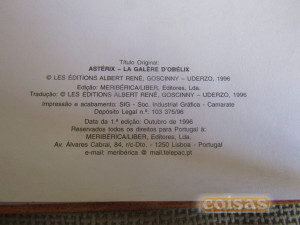 Título Original:
ASTÉRIX – LA GALÈRE D'OBÉLIX
© LES ÉDITIONS ALBERT RENÉ, GOSCINNY – UDERZO, 1996
Edição: MERIBÉRICA/LIBER, Editores, Lda.
Tradução: © LES ÉDITIONS ALBERT RENÉ, GOSCINNY – UDERZO, 1996
Impressão e acabamento: SIG - Soc. Industrial Gráfica - Camarate
Depósito Legal n.º: 103 375/96
Data da 1.ª edição: Outubro de 1996
Reservados todos os direitos para Portugal à:
MERIBÉRICA/LIBER, Editores, Lda.
Av. Álvares Cabral, 84, r/c-Dto. - 1250 Lisboa - Portugal
e-mail: meribérica @ mail.telepac.pt
coisas